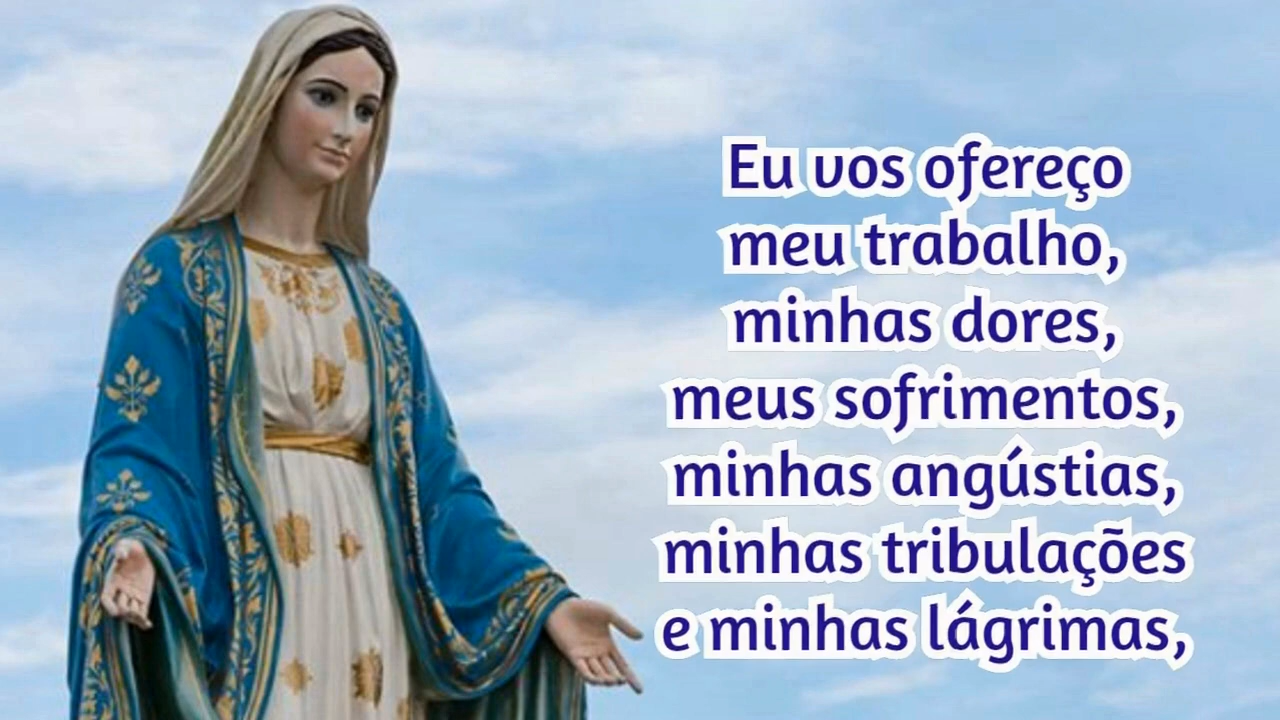 Eu vos ofereço
meu trabalho,
minhas dores,
meus sofrimentos,
minhas angústias,
minhas tribulações
e minhas lágrimas,